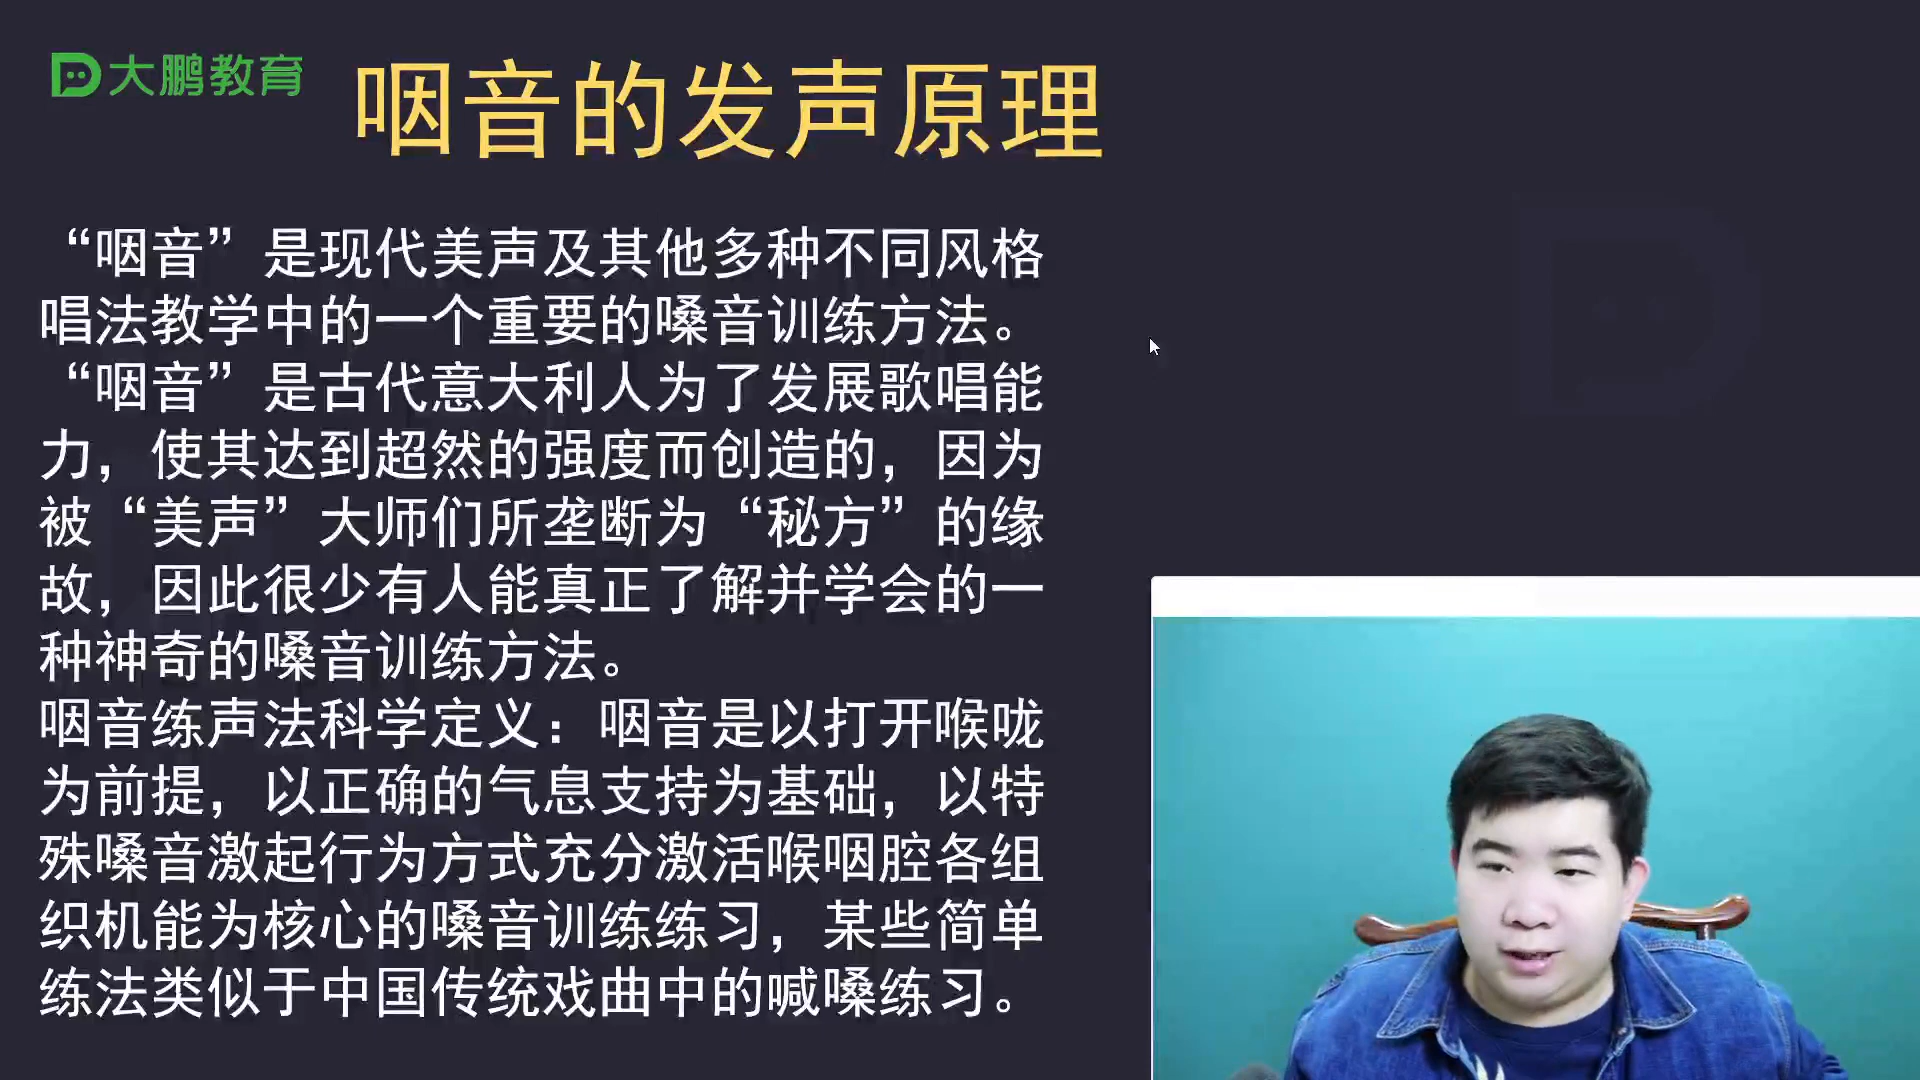 大鹏教育
咽音的发声原理
“咽音”是现代美声及其他多种不同风格
唱法教学中的一个重要的嗓音训练方法。
“咽音”是古代意大利人为了发展歌唱能
力，使其达到超然的强度而创造的，因为
被“美声”大师们所垄断为“秘方”的缘
故，因此很少有人能真正了解并学会的一
种神奇的嗓音训练方法。
咽音练声法科学定义：咽音是以打开喉咙
为前提，以正确的气息支持为基础，以特
殊嗓音激起行为方式充分激活喉咽腔各组
织机能为核心的嗓音训练练习，某些简单
练法类似于中国传统戏曲中的喊嗓练习。